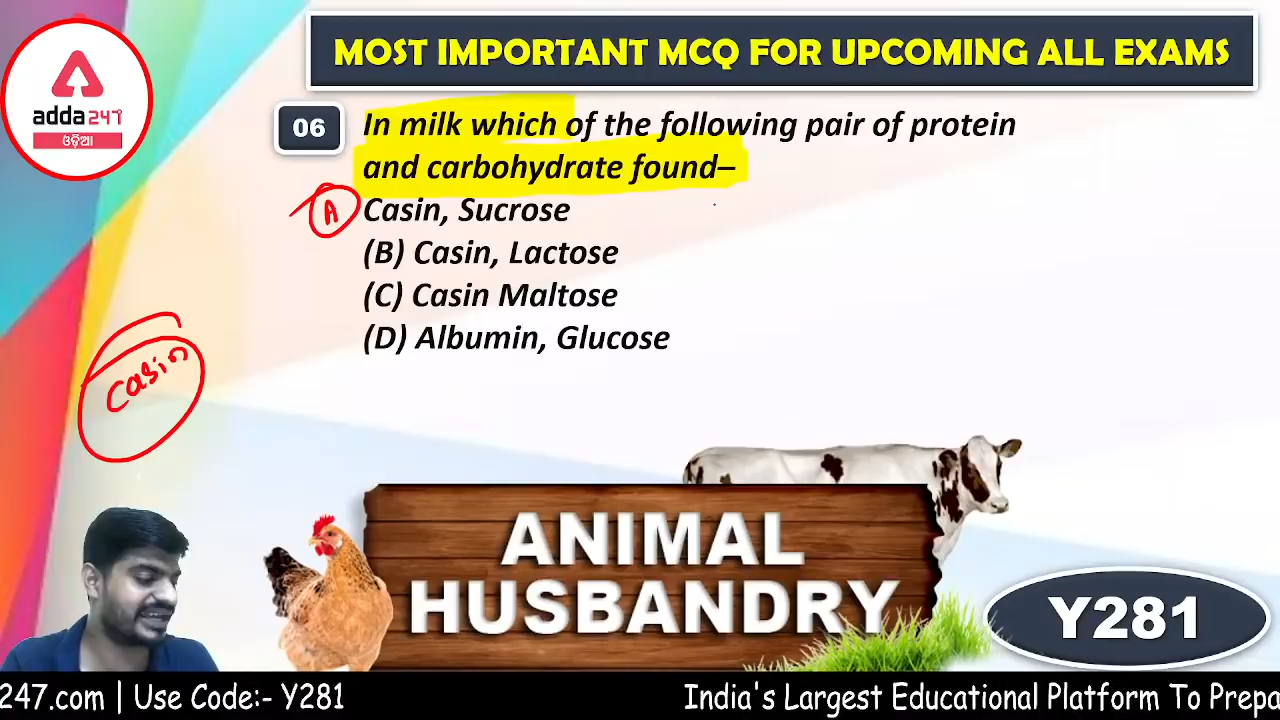 MOST IMPORTANT MCQ FOR UPCOMING ALL EXAMS
adda247
ଓଡ଼ିଆ
06
In milk which of the following pair of protein
and carbohydrate found–
A Casin, Sucrose
(B) Casin, Lactose
(C) Casin Maltose
(D) Albumin, Glucose
Casin
ANIMAL
HUSBANDRY
Y281
247.com | Use Code:- Y281
India's Largest Educational Platform To Prepa